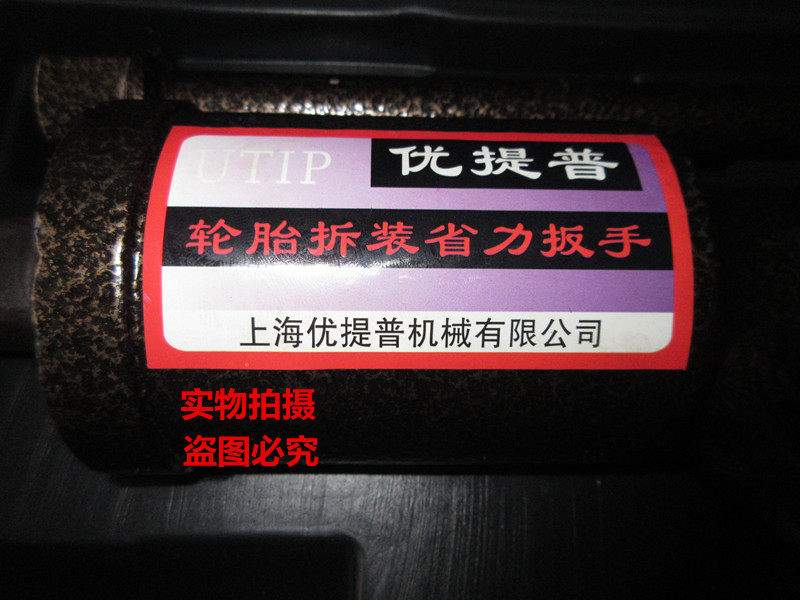 UTIP 优提普
轮胎拆装省力扳手
上海优提普机械有限公司
实物拍摄
盗图必究